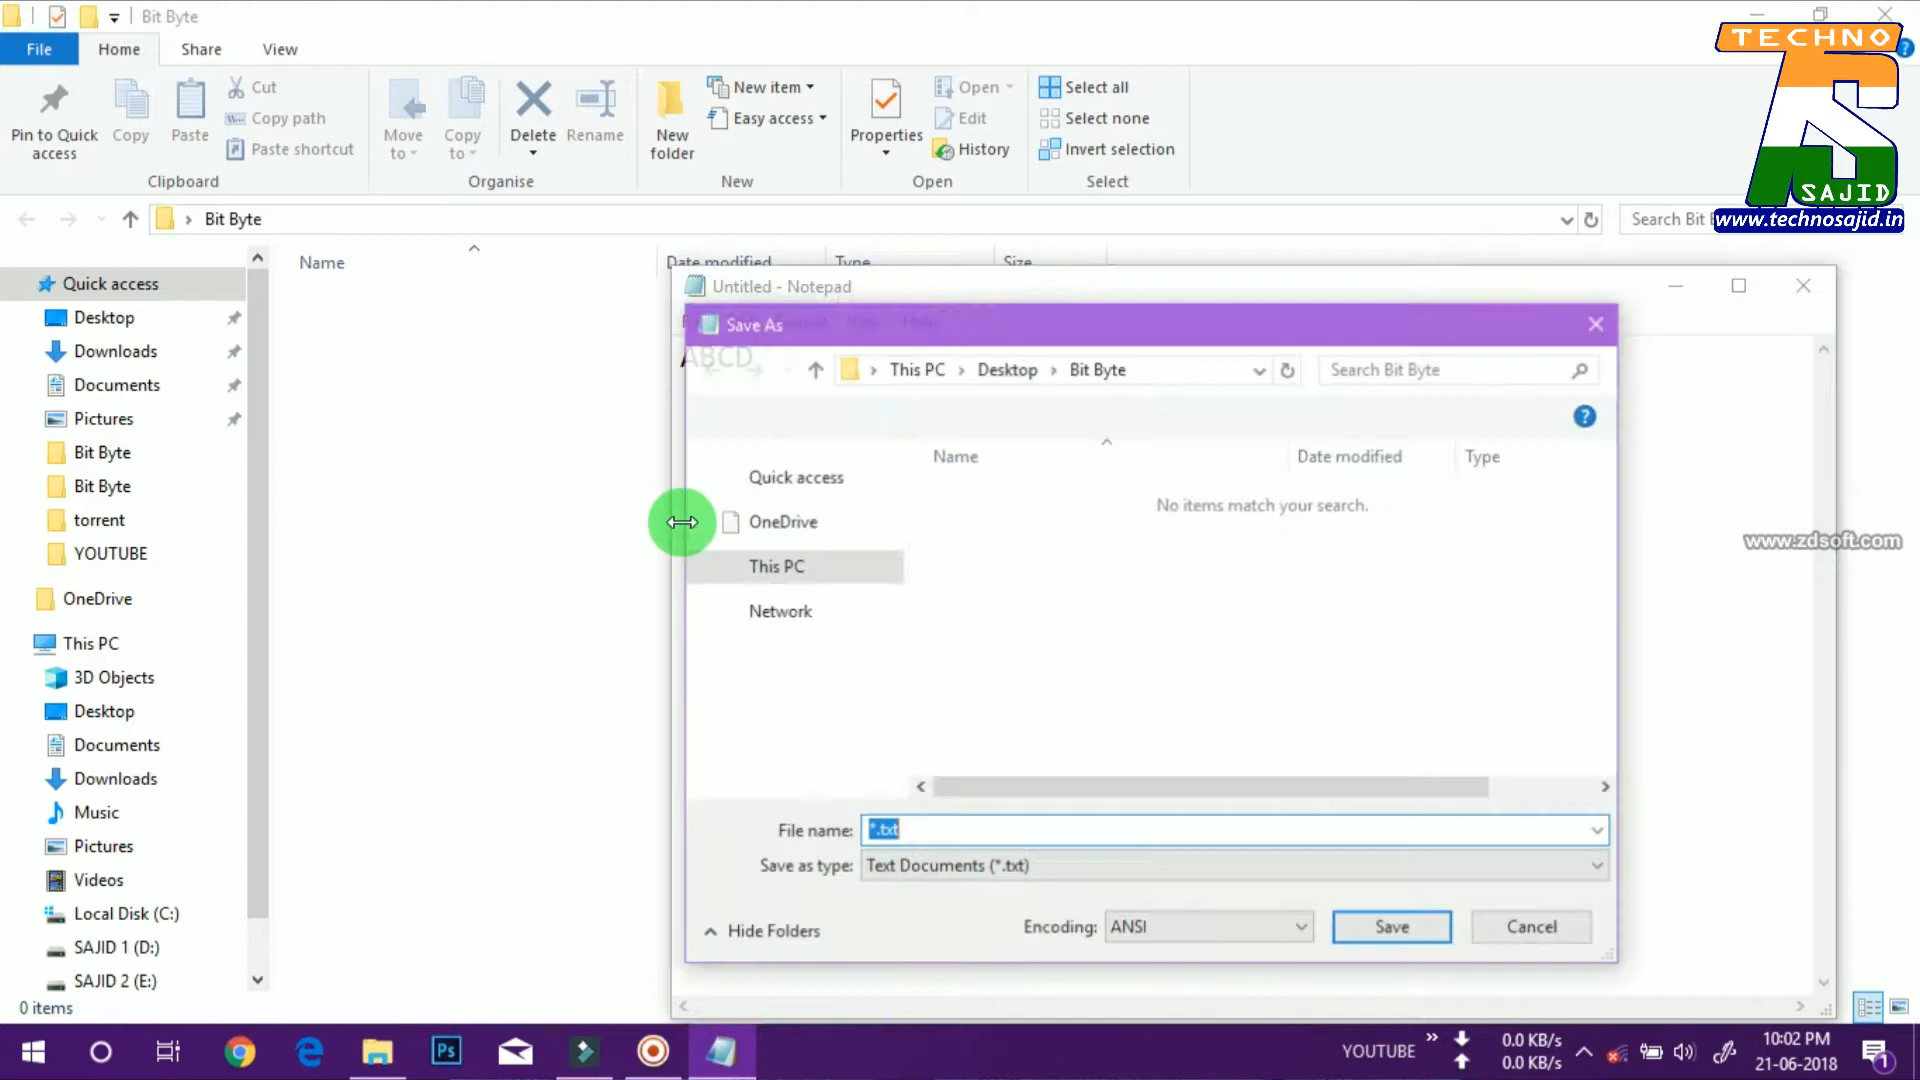 Bit Byte
File Home Share View
Pin to Quick access
Copy
Paste
Cut
Copy path
Paste shortcut
Clipboard
Move to
Copy to
Delete
Rename
Organise
New folder
New item
Easy access
New
Properties
Open
Edit
History
Open
Select all
Select none
Invert selection
Select
TECHNO
SAJID
www.technosajid.in
Bit Byte
Search Bit
Name
Date modified
Type
Size
Quick access
Desktop
Downloads
Documents
Pictures
Bit Byte
Bit Byte
torrent
YOUTUBE
OneDrive
This PC
3D Objects
Desktop
Documents
Downloads
Music
Pictures
Videos
Local Disk (C:)
SAJID 1 (D:)
SAJID 2 (E:)
0 items
Untitled - Notepad
ABCD
Save As
This PC > Desktop > Bit Byte
Search Bit Byte
Name
Date modified
Type
Quick access
OneDrive
This PC
Network
No items match your search.
File name: *.txt
Save as type: Text Documents (*.txt)
Hide Folders
Encoding: ANSI
Save
Cancel
www.zdsoft.com
Ps
YOUTUBE
0.0 KB/s
0.0 KB/s
10:02 PM
21-06-2018
1